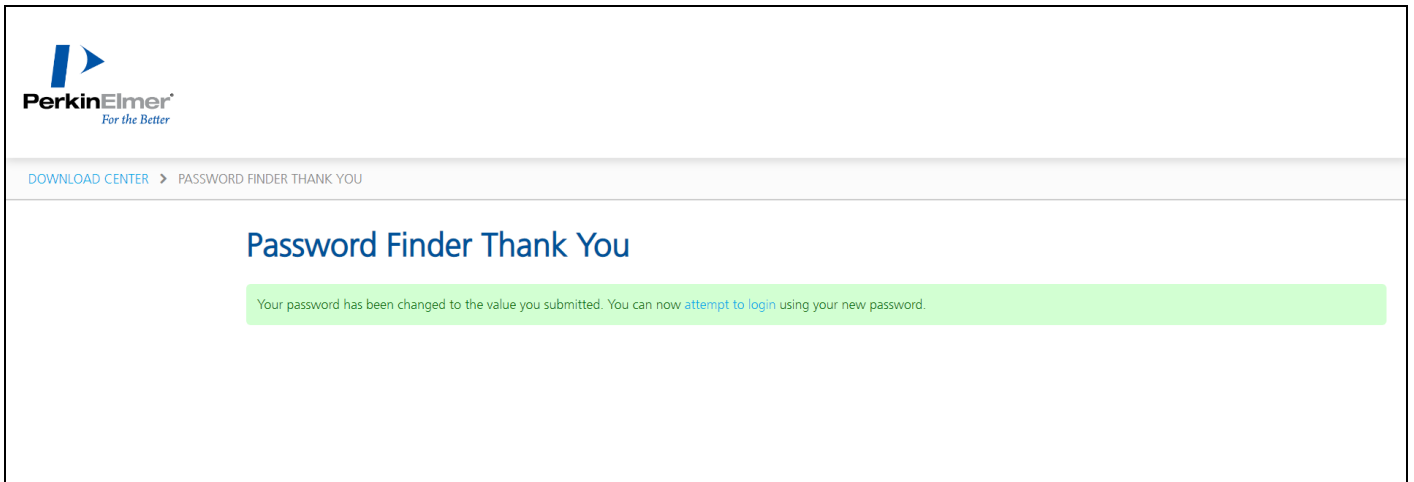 PerkinElmer
For the Better
DOWNLOAD CENTER > PASSWORD FINDER THANK YOU
Password Finder Thank You
Your password has been changed to the value you submitted. You can now attempt to login using your new password.